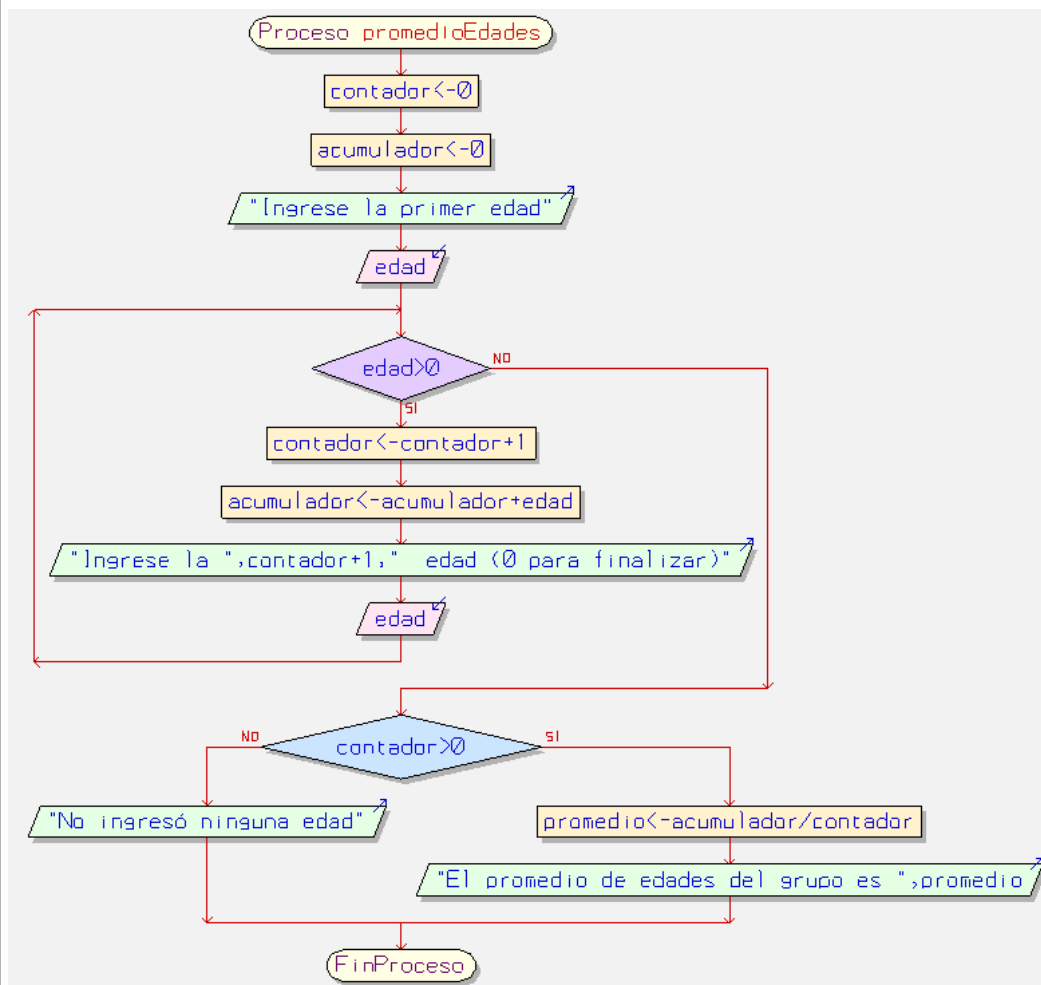 Proceso promedioEdades
contador<-0
acumulador<-0
"Ingrese la primer edad"
edad
edad>0
NO
SI
contador<-contador+1
acumulador<-acumulador+edad
"Ingrese la ",contador+1,"  edad (0 para finalizar)"
edad
contador>0
NO
SI
"No ingresó ninguna edad"
promedio<-acumulador/contador
"El promedio de edades del grupo es ",promedio
FinProceso